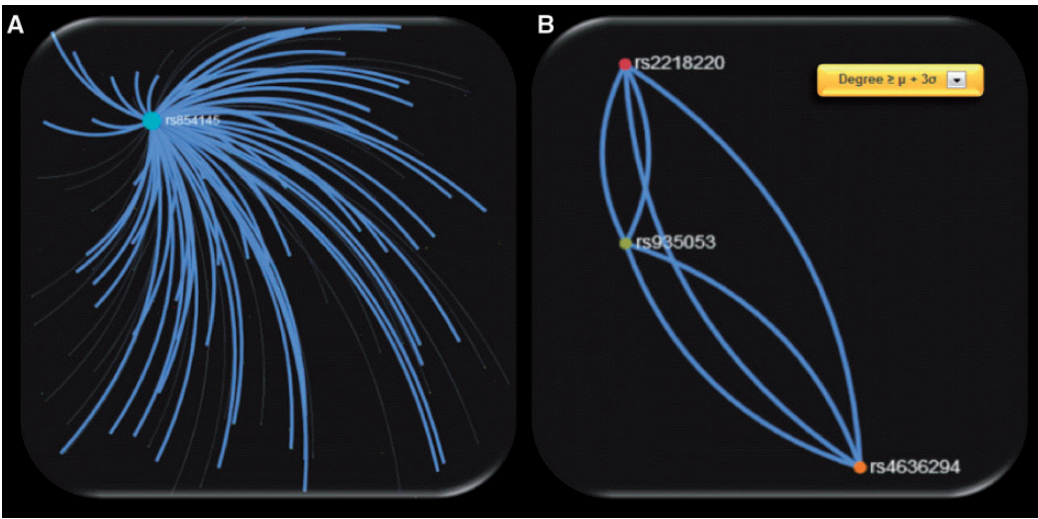 A
rs854145
B
rs2218220
Degree ≥ μ + 3σ
rs935053
rs4636294